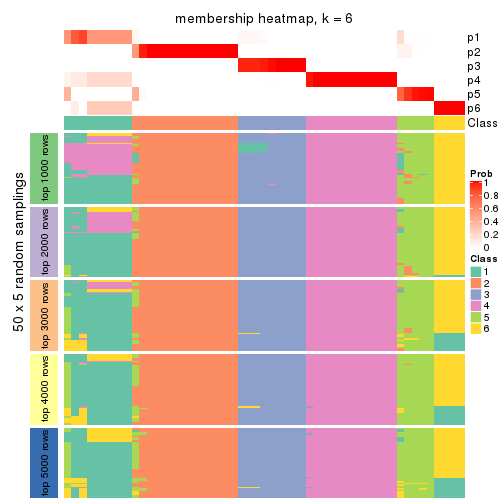 membership heatmap, k = 6
p1
p2
p3
p4
p5
p6
Class
50 x 5 random samplings
top 1000 rows
top 2000 rows
top 3000 rows
top 4000 rows
top 5000 rows
Prob
1
0.8
0.6
0.4
0.2
0
Class
1
2
3
4
5
6